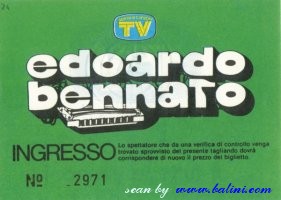 24
TV
edoardo
bennato
INGRESSO
Lo spettatore che da una verifica di controllo venga
trovato sprovvisto del presente tagliando dovrà
corrispondere di nuovo il prezzo del biglietto.
Nº 2971
scan by www.balini.com